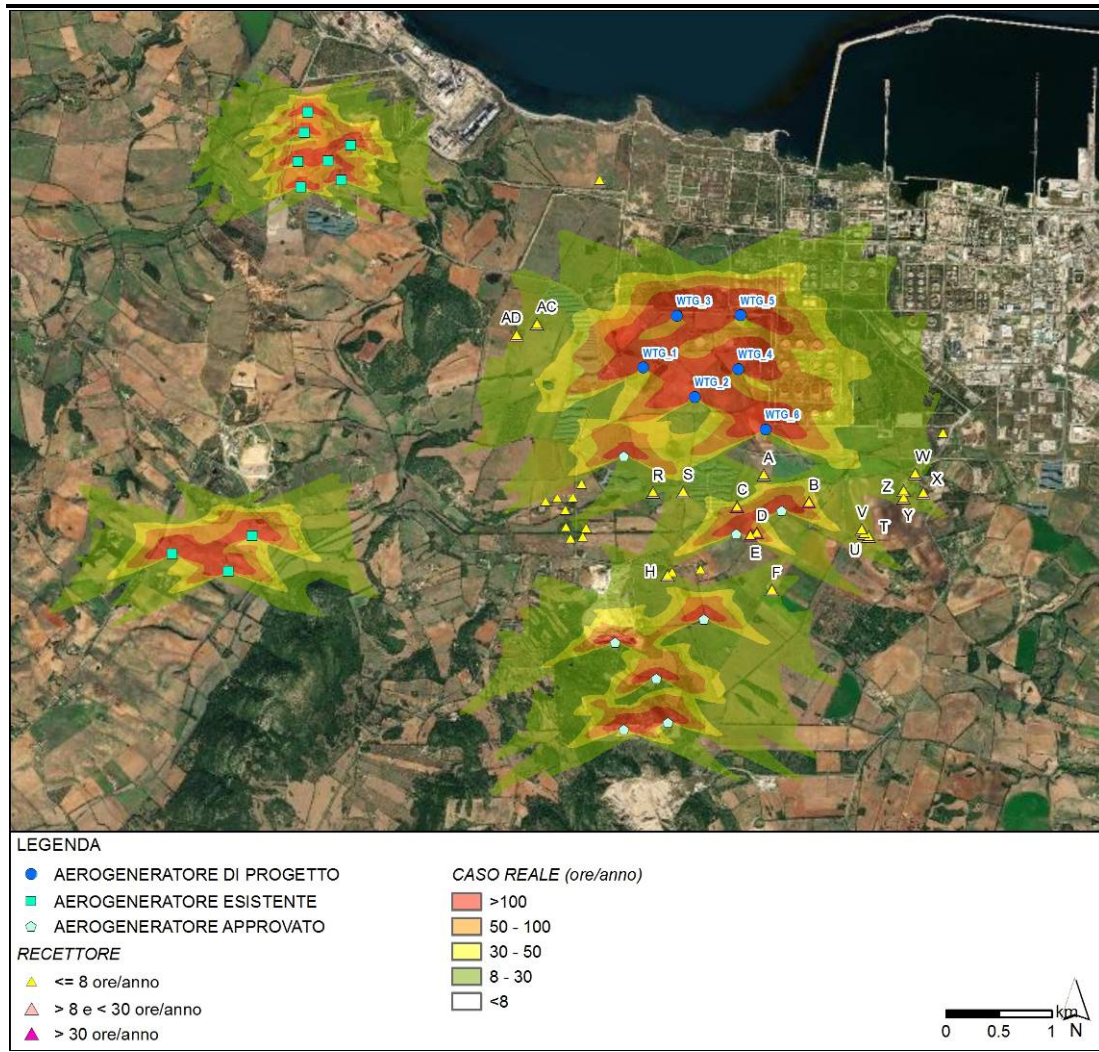 WTG_3
WTG_5
AC
AD
WTG_1
WTG_4
WTG_2
WTG_6
A
W
R
S
C
B
Z
X
Y
D
V
T
E
U
H
F
LEGENDA
AEROGENERATORE DI PROGETTO
AEROGENERATORE ESISTENTE
AEROGENERATORE APPROVATO
RECETTORE
<= 8 ore/anno
> 8 e < 30 ore/anno
> 30 ore/anno
CASO REALE (ore/anno)
>100
50 - 100
30 - 50
8 - 30
<8
km
0 0.5 1
N